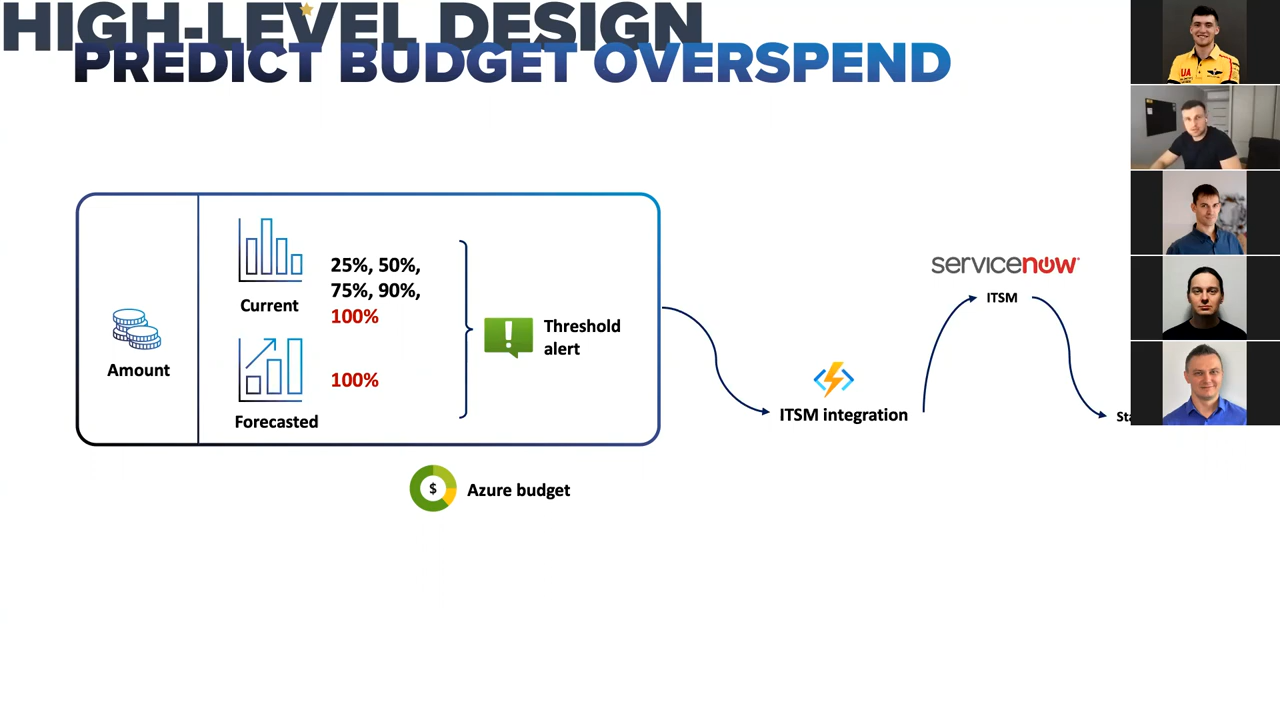 HIGH-LEVEL DESIGN
PREDICT BUDGET OVERSPEND
25%, 50%,
75%, 90%,
100%
Current
100%
Forecasted
Amount
Threshold
alert
Azure budget
$
ITSM integration
servicenow
ITSM
UA